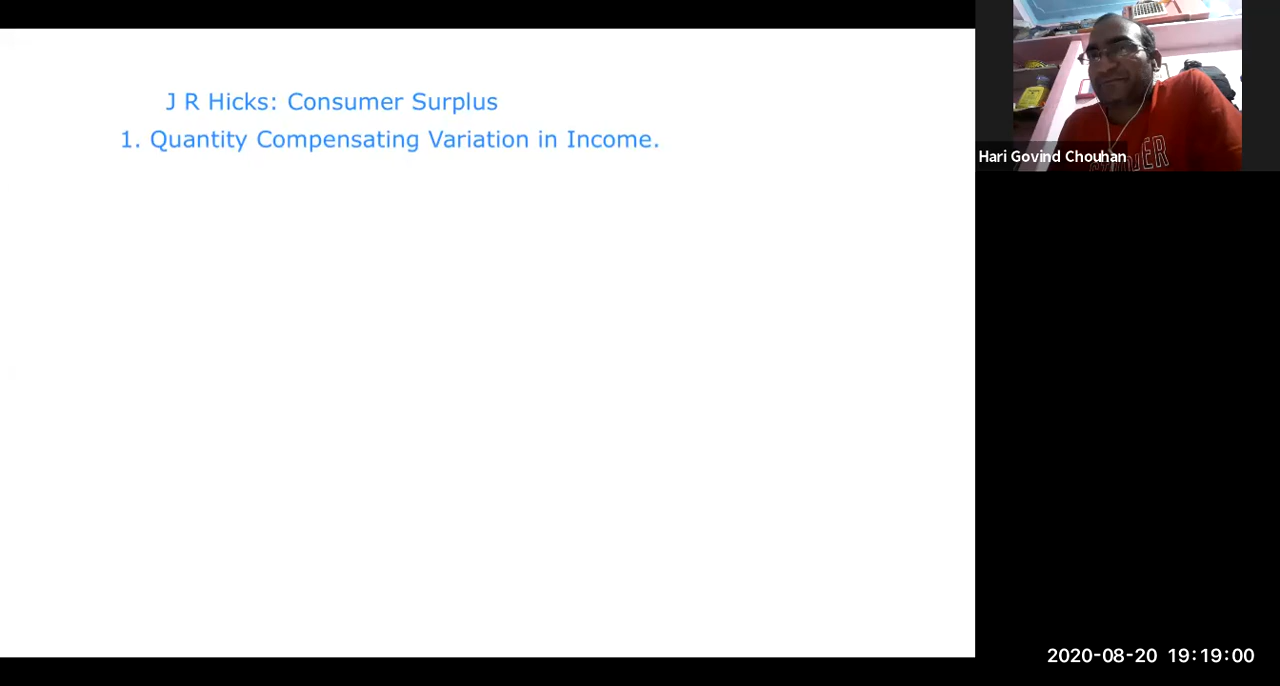 J R Hicks: Consumer Surplus
1. Quantity Compensating Variation in Income.
Hari Govind Chouhan
2020-08-20 19:19:00